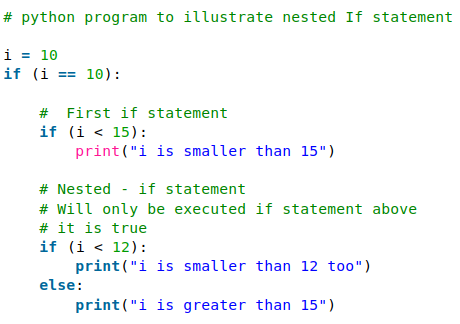 # python program to illustrate nested If statement

i = 10
if (i == 10):

    #  First if statement
    if (i < 15):
        print("i is smaller than 15")

    # Nested - if statement
    # Will only be executed if statement above
    # it is true
    if (i < 12):
        print("i is smaller than 12 too")
    else:
        print("i is greater than 15")